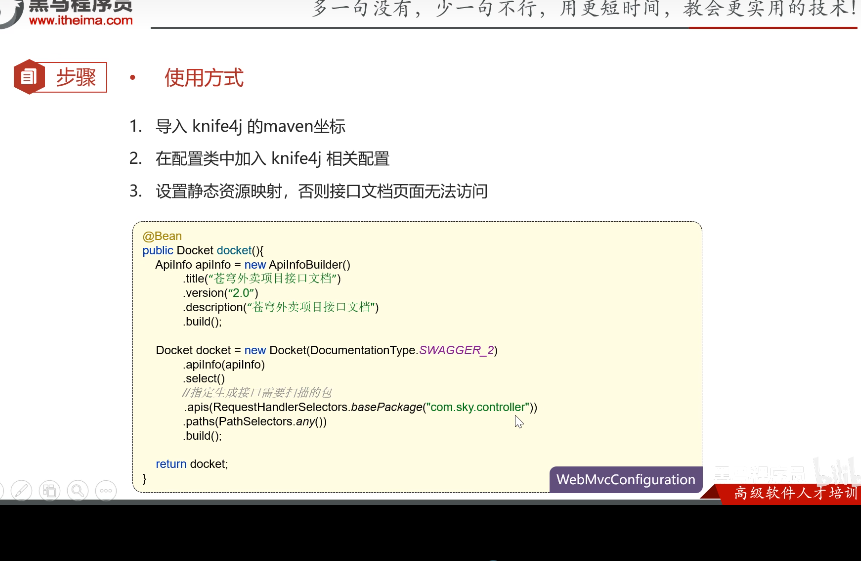 黑马程序员
www.itheima.com
多一句没有，少一句不行，用更短时间，教会更实用的技术!
步骤
• 使用方式
1. 导入 knife4j 的maven坐标
2. 在配置类中加入 knife4j 相关配置
3. 设置静态资源映射，否则接口文档页面无法访问
@Bean
public Docket docket(){
ApiInfo apiInfo = new ApiInfoBuilder()
.title("苍穹外卖项目接口文档")
.version("2.0")
.description("苍穹外卖项目接口文档")
.build();
Docket docket = new Docket(DocumentationType.SWAGGER_2)
.apiInfo(apiInfo)
.select()
//指定生成接口需要扫描的包
.apis(RequestHandlerSelectors.basePackage("com.sky.controller"))
.paths(PathSelectors.any())
.build();
return docket;
}
WebMvcConfiguration
黑马程序员
高级软件人才培训